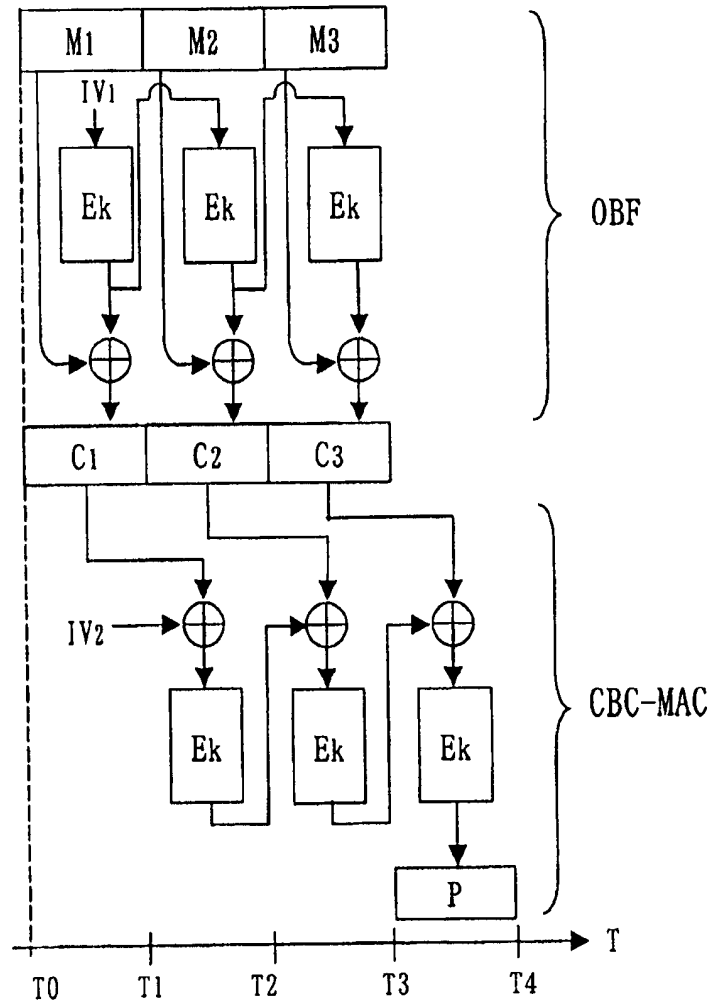 M1 M2 M3
IV1
Ek Ek Ek
OBF
C1 C2 C3
IV2
CBC-MAC
Ek Ek Ek
P
T
T0 T1 T2 T3 T4